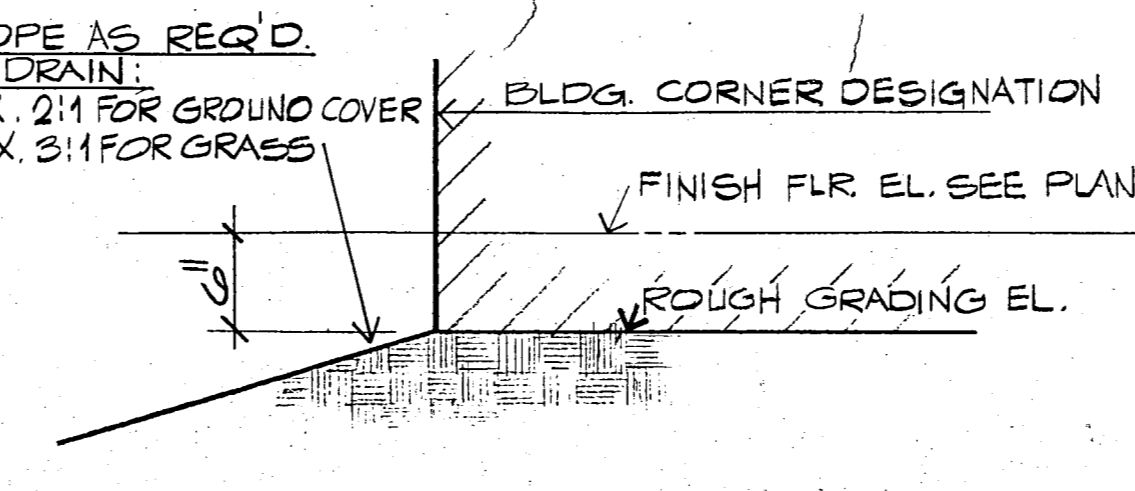 OPE AS REQ'D.
DRAIN:
X. 2:1 FOR GROUND COVER
X. 3:1 FOR GRASS
BLDG. CORNER DESIGNATION
FINISH FLR. EL. SEE PLAN
6"
ROUGH GRADING EL.